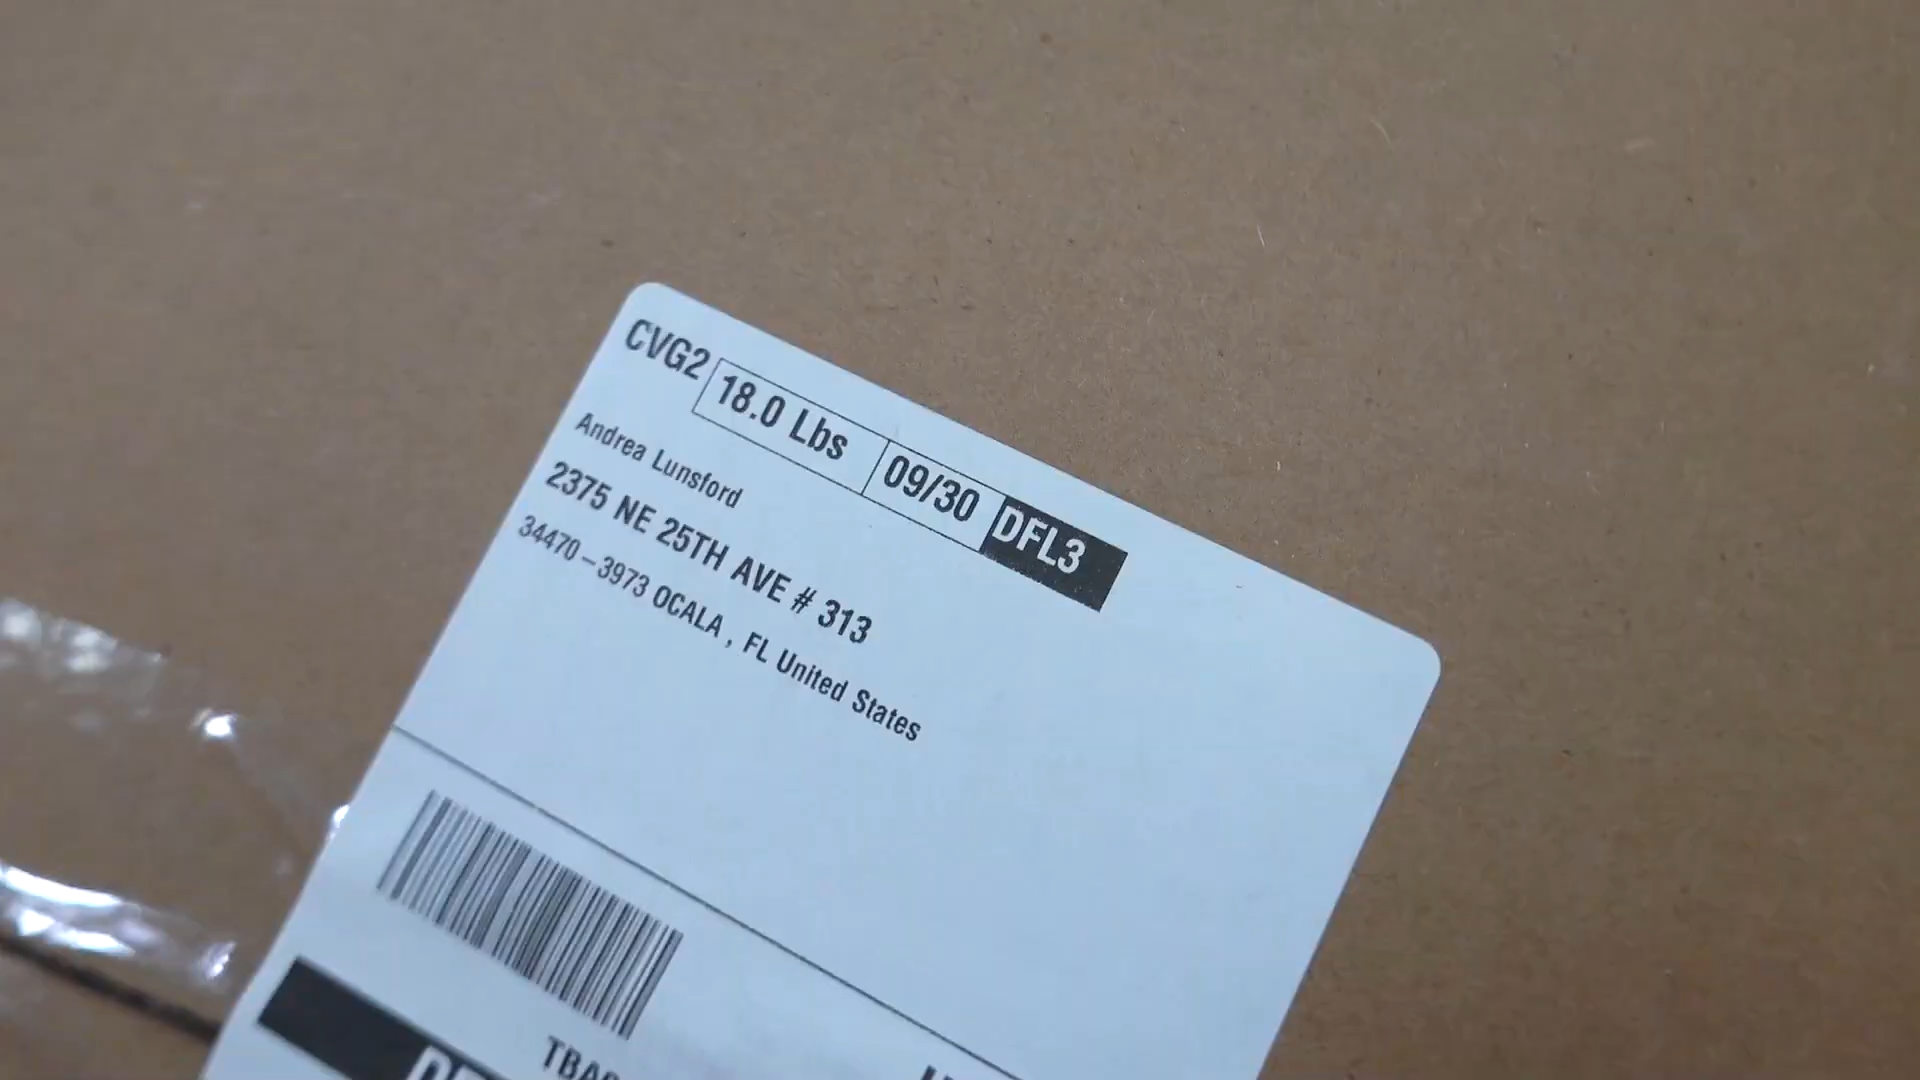 CVG2 18.0 Lbs 09/30 DFL3
Andrea Lunsford
2375 NE 25TH AVE # 313
34470-3973 OCALA , FL United States